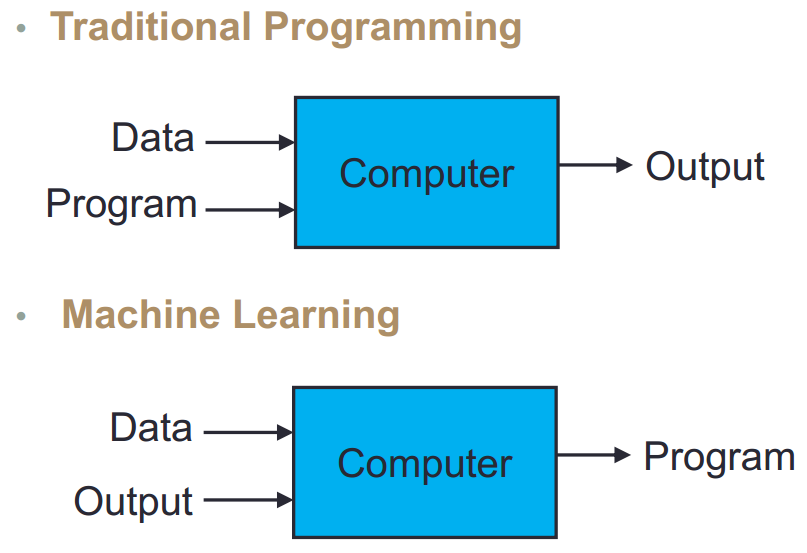 • Traditional Programming
Data
Program
Computer
Output
• Machine Learning
Data
Output
Computer
Program